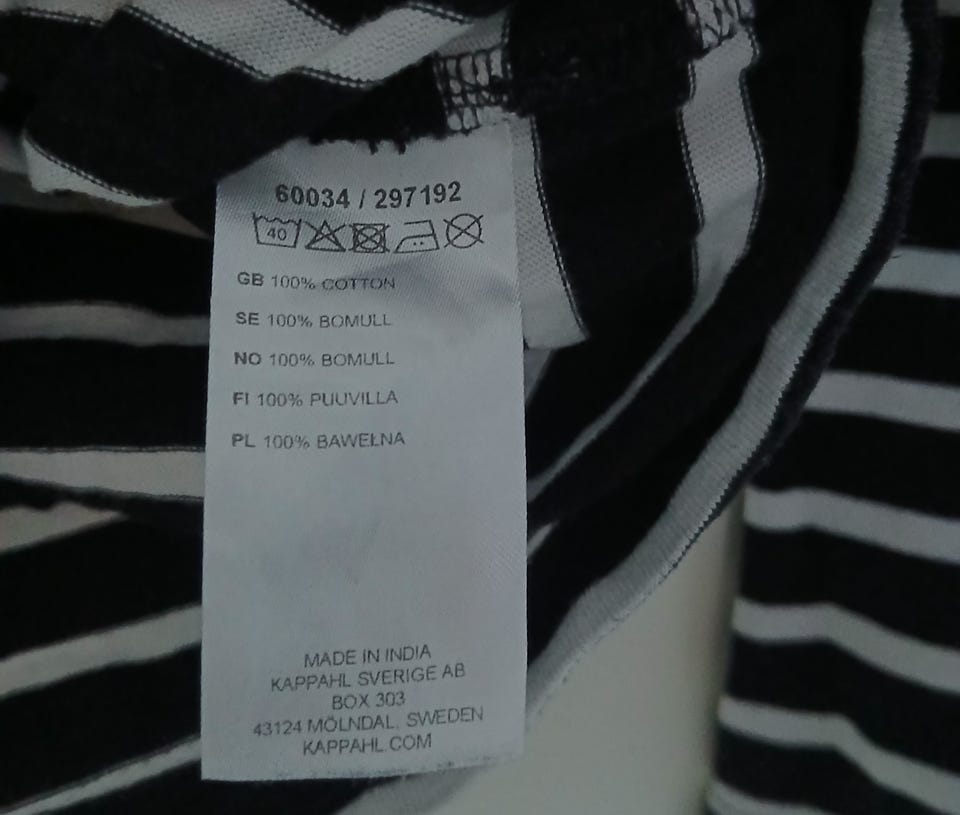 60034 / 297192
40
GB 100% COTTON
SE 100% BOMULL
NO 100% BOMULL
FI 100% PUUVILLA
PL 100% BAWEŁNA
MADE IN INDIA
KAPPAHL SVERIGE AB
BOX 303
43124 MÖLNDAL, SWEDEN
KAPPAHL.COM